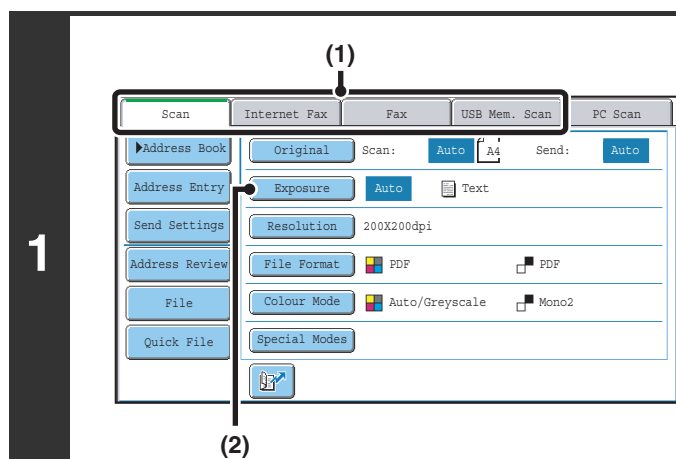 (1)
Scan Internet Fax Fax USB Mem. Scan PC Scan
Address Book Original Scan: Auto A4 Send: Auto
Address Entry Exposure Auto Text
Send Settings Resolution 200X200dpi
1
Address Review File Format PDF PDF
File Colour Mode Auto/Greyscale Mono2
Quick File Special Modes
(2)